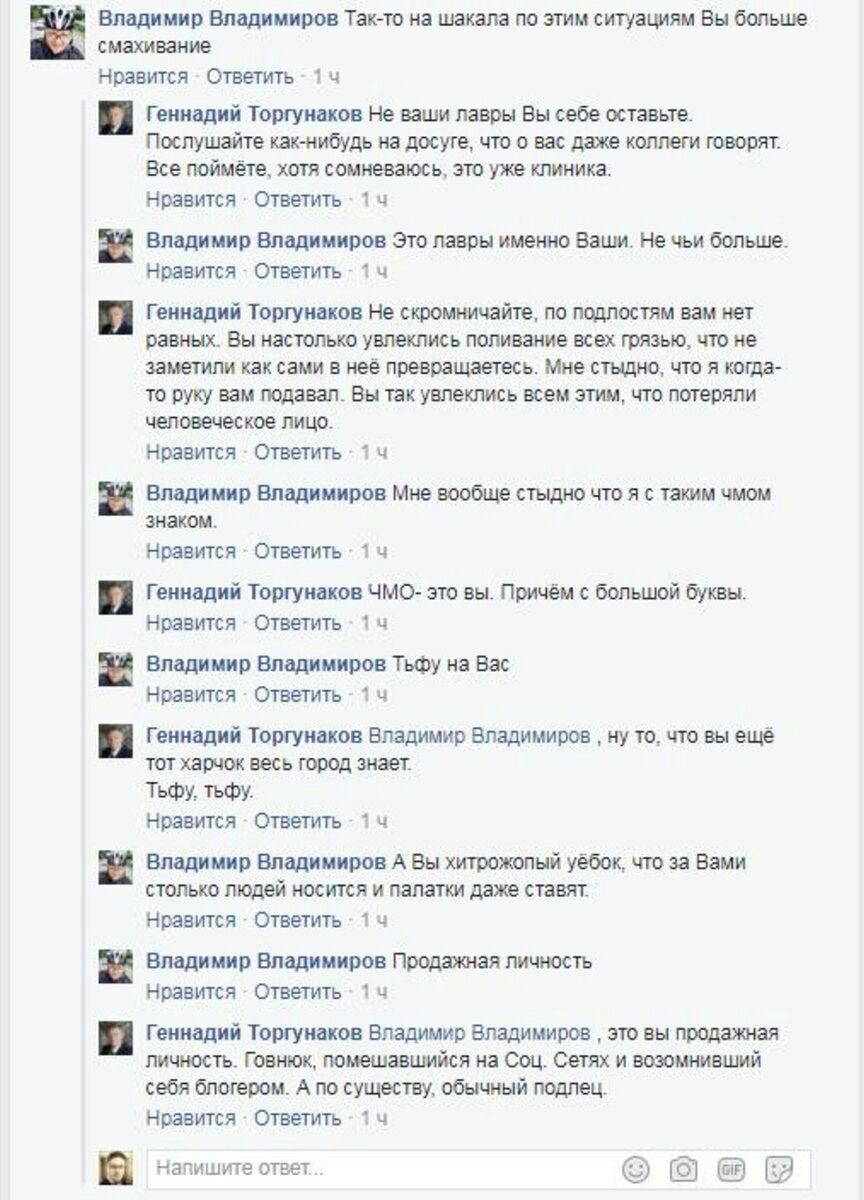 Владимир Владимиров Так-то на шакала по этим ситуациям Вы больше
смахивание
Нравится · Ответить · 1 ч
Геннадий Торгунаков Не ваши лавры Вы себе оставьте.
Послушайте как-нибудь на досуге, что о вас даже коллеги говорят.
Все поймёте, хотя сомневаюсь, это уже клиника.
Нравится · Ответить · 1 ч
Владимир Владимиров Это лавры именно Ваши. Не чьи больше.
Нравится · Ответить · 1 ч
Геннадий Торгунаков Не скромничайте, по подлостям вам нет
равных. Вы настолько увлеклись поливание всех грязью, что не
заметили как сами в неё превращаетесь. Мне стыдно, что я когда-
то руку вам подавал. Вы так увлеклись всем этим, что потеряли
человеческое лицо.
Нравится · Ответить · 1 ч
Владимир Владимиров Мне вообще стыдно что я с таким чмом
знаком.
Нравится · Ответить · 1 ч
Геннадий Торгунаков ЧМО- это вы. Причём с большой буквы.
Нравится · Ответить · 1 ч
Владимир Владимиров Тьфу на Вас
Нравится · Ответить · 1 ч
Геннадий Торгунаков Владимир Владимиров , ну то, что вы ещё
тот харчок весь город знает.
Тьфу, тьфу.
Нравится · Ответить · 1 ч
Владимир Владимиров А Вы хитрожопый уёбок, что за Вами
столько людей носится и палатки даже ставят.
Нравится · Ответить · 1 ч
Владимир Владимиров Продажная личность
Нравится · Ответить · 1 ч
Геннадий Торгунаков Владимир Владимиров , это вы продажная
личность. Говнюк, помешавшийся на Соц. Сетях и возомнивший
себя блогером. А по существу, обычный подлец.
Нравится · Ответить · 1 ч
Напишите ответ...
GIF